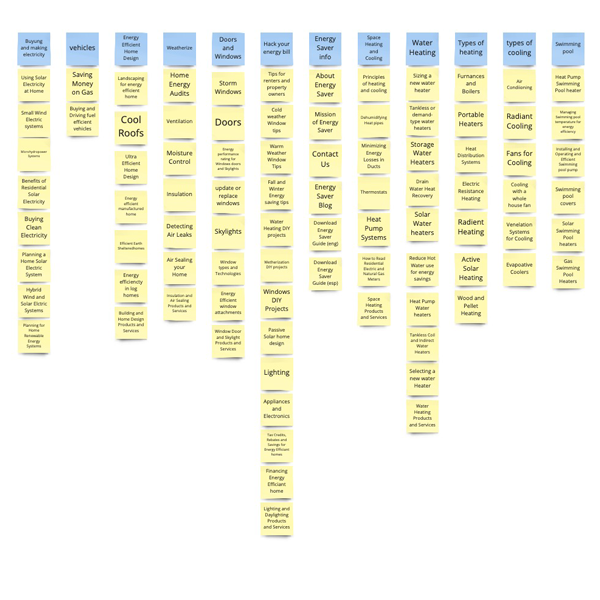 Buyung
and making
electricity
Using Solar
Electricity
at Home
Small Wind
Electric
systems
Microhydropower
Systems
Benefits of
Residential
Solar
Electricity
Buying
Clean
Electricity
Planning a
Home Solar
Electric
System
Hybrid
Wind and
Solar Elctric
Systems
Planning for
Home
Renewable
Energy
Systems
vehicles
Saving
Money
on Gas
Buying and
Driving fuel
efficient
vehicles
Energy
Efficient
Home
Design
Landscaping
for energy
efficient
home
Cool
Roofs
Ultra
Efficient
Home
Design
Energy
efficient
manufactured
home
Efficient Earth
Sheltered homes
Energy
efficiency
in log
homes
Building and
Home Design
Products and
Services
Weatherize
Home
Energy
Audits
Ventilation
Moisture
Control
Insulation
Detecting
Air Leaks
Air Sealing
your
Home
Insulation and
Air Sealing
Products and
Services
Doors
and
Windows
Storm
Windows
Doors
Energy
performance
rating for
Windows doors
and Skylights
update or
replace
windows
Skylights
Window
types and
Technologies
Energy
Efficient
window
attachments
Window Door
and Skylight
Products and
Services
Hack your
energy bill
Tips for
renters and
property
owners
Cold
weather
Window
tips
Warm
Weather
Window
Tips
Fall and
Winter
Energy
saving tips
Water
Heating DIY
projects
Wetherization
DIY projects
Windows
DIY
Projects
Passive
Solar home
design
Lighting
Appliances
and
Electronics
Tax Credits,
Rebates and
Savings for
Energy Efficient
homes
Financing
Energy
Efficiant
home
Lighting and
Daylighting
Products
and Services
Energy
Saver
info
About
Energy
Saver
Mission
of Energy
Saver
Contact
Us
Energy
Saver
Blog
Download
Energy
Saver
Guide (eng)
Download
Energy
Saver
Guide (esp)
Space
Heating
and
Cooling
Principles
of heating
and cooling
Dehumidifying
Heat pipes
Minimizing
Energy
Losses in
Ducts
Thermostats
Heat
Pump
Systems
How to Read
Residential
Electric and
Natural Gas
Meters
Space
Heating
Products
and Services
Water
Heating
Sizing a
new water
heater
Tankless or
demand-
type water
heaters
Storage
Water
Heaters
Drain
Water Heat
Recovery
Solar
Water
heaters
Reduce Hot
Water use
for energy
savings
Heat Pump
Water
heaters
Tankless Coil
and Indirect
Water
Heaters
Selecting a
new water
Heater
Water
Heating
Products
and Services
Types of
heating
Furnances
and
Boilers
Portable
Heaters
Heat
Distribution
Systems
Electric
Resistance
Heating
Radient
Heating
Active
Solar
Heating
Wood and
Pellet
Heating
types of
cooling
Air
Conditioning
Radiant
Cooling
Fans for
Cooling
Cooling
with a
whole
house fan
Venelation
Systems
for Cooling
Evapoative
Coolers
Swimming
pool
Heat Pump
Swimming
Pool heater
Managing
Swimming pool
temperature for
energy
efficiency
Installing and
Operating and
Efficient
Swimming
pool pump
Swimming
pool
covers
Solar
Swimming
Pool
heaters
Gas
Swimming
Pool
Heaters